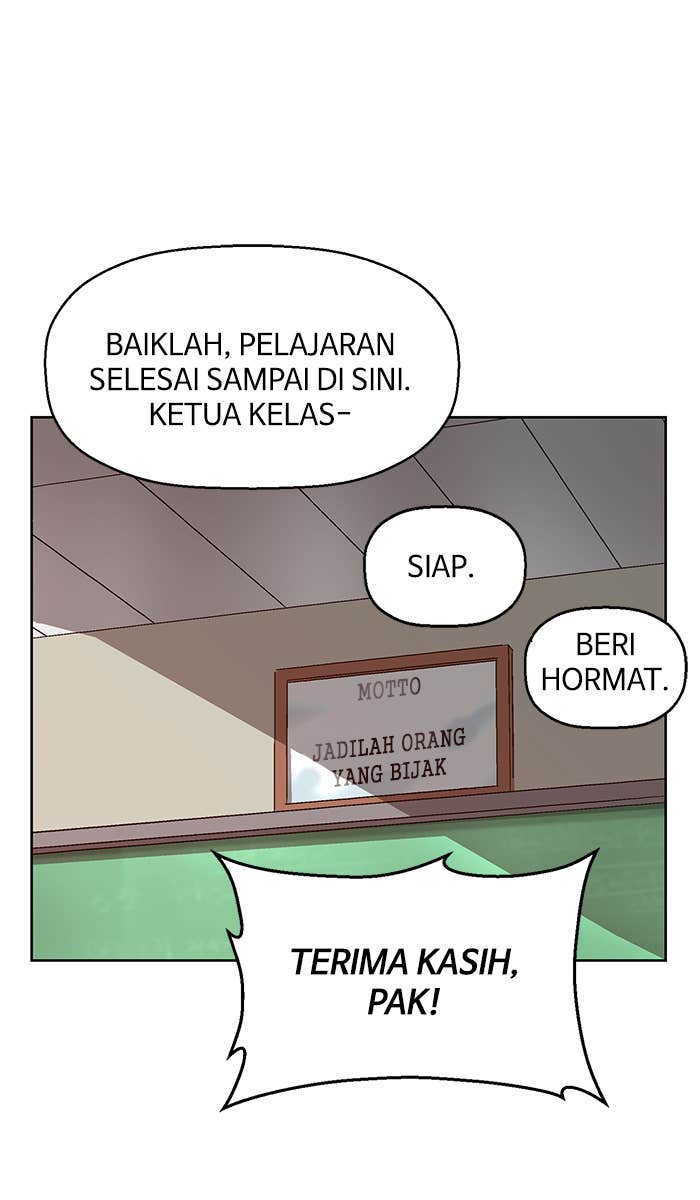 BAIKLAH, PELAJARAN
SELESAI SAMPAI DI SINI.
KETUA KELAS-
SIAP.
BERI
HORMAT.
MOTTO
JADILAH ORANG
YANG BIJAK
TERIMA KASIH,
PAK!